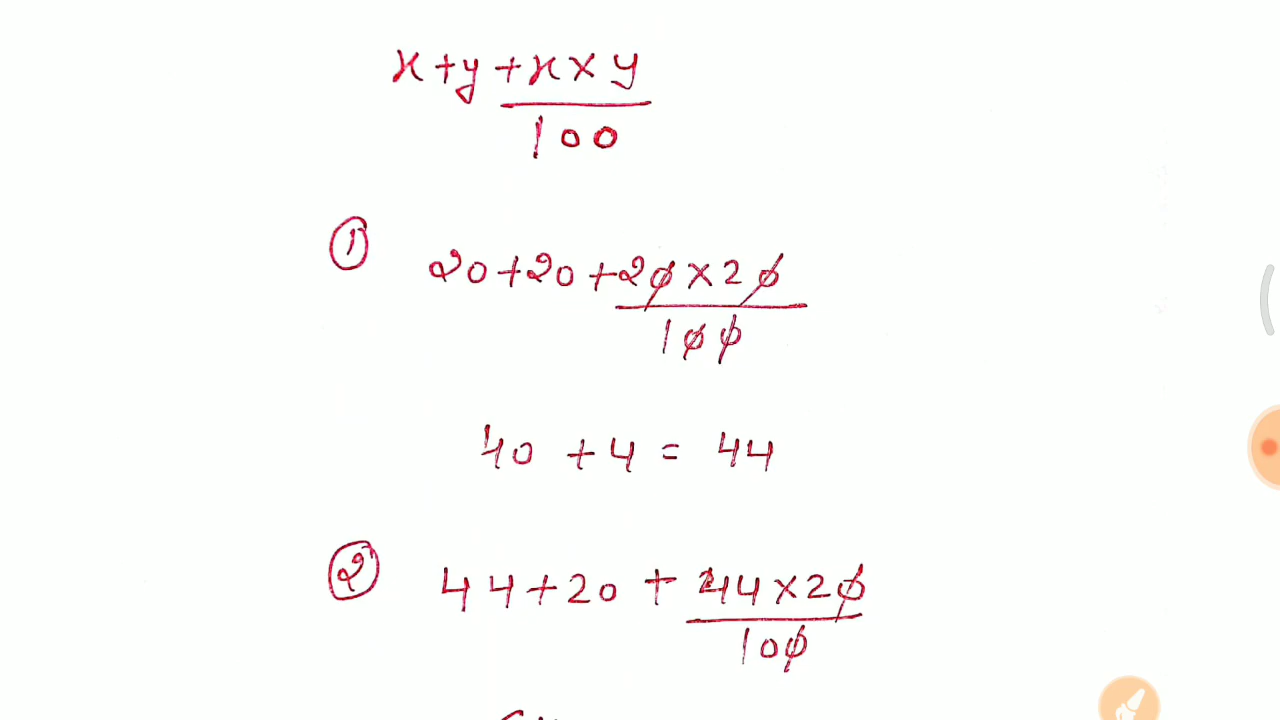 x+y+x×y
100
① 20+20+20×20
100
40 + 4 = 44
② 44+20 + 44×20
100